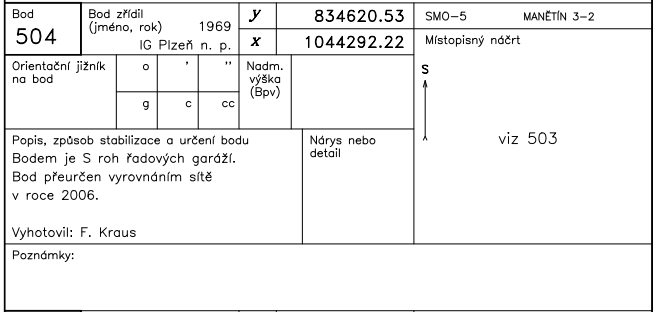 Bod
504
Bod zřídil
(jméno, rok) 1969
IG Plzeň n. p.
y 834620.53
x 1044292.22
SMO-5 MANĚTÍN 3-2
Místopisný náčrt
S
viz 503
Orientační jižník
na bod
o ' ''
g c cc
Nadm.
výška
(Bpv)
Popis, způsob stabilizace a určení bodu
Bodem je S roh řadových garáží.
Bod přeurčen vyrovnáním sítě
v roce 2006.
Vyhotovil: F. Kraus
Nárys nebo
detail
Poznámky: